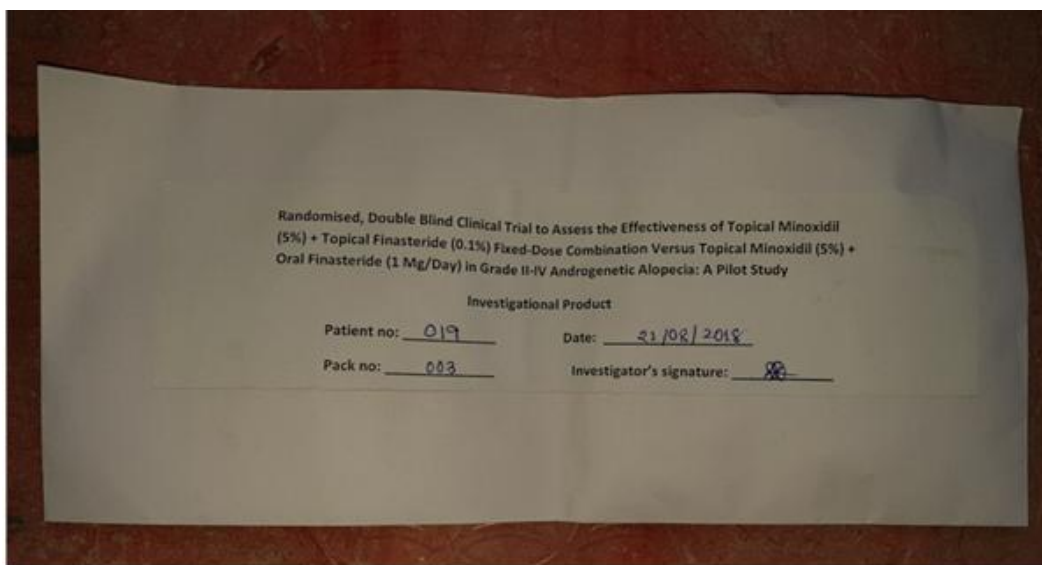 Randomised, Double Blind Clinical Trial to Assess the Effectiveness of Topical Minoxidil
(5%) + Topical Finasteride (0.1%) Fixed-Dose Combination Versus Topical Minoxidil (5%) +
Oral Finasteride (1 Mg/Day) in Grade II-IV Androgenetic Alopecia: A Pilot Study
Investigational Product
Patient no: 019 Date: 21/08/2018
Pack no: 003 Investigator's signature: